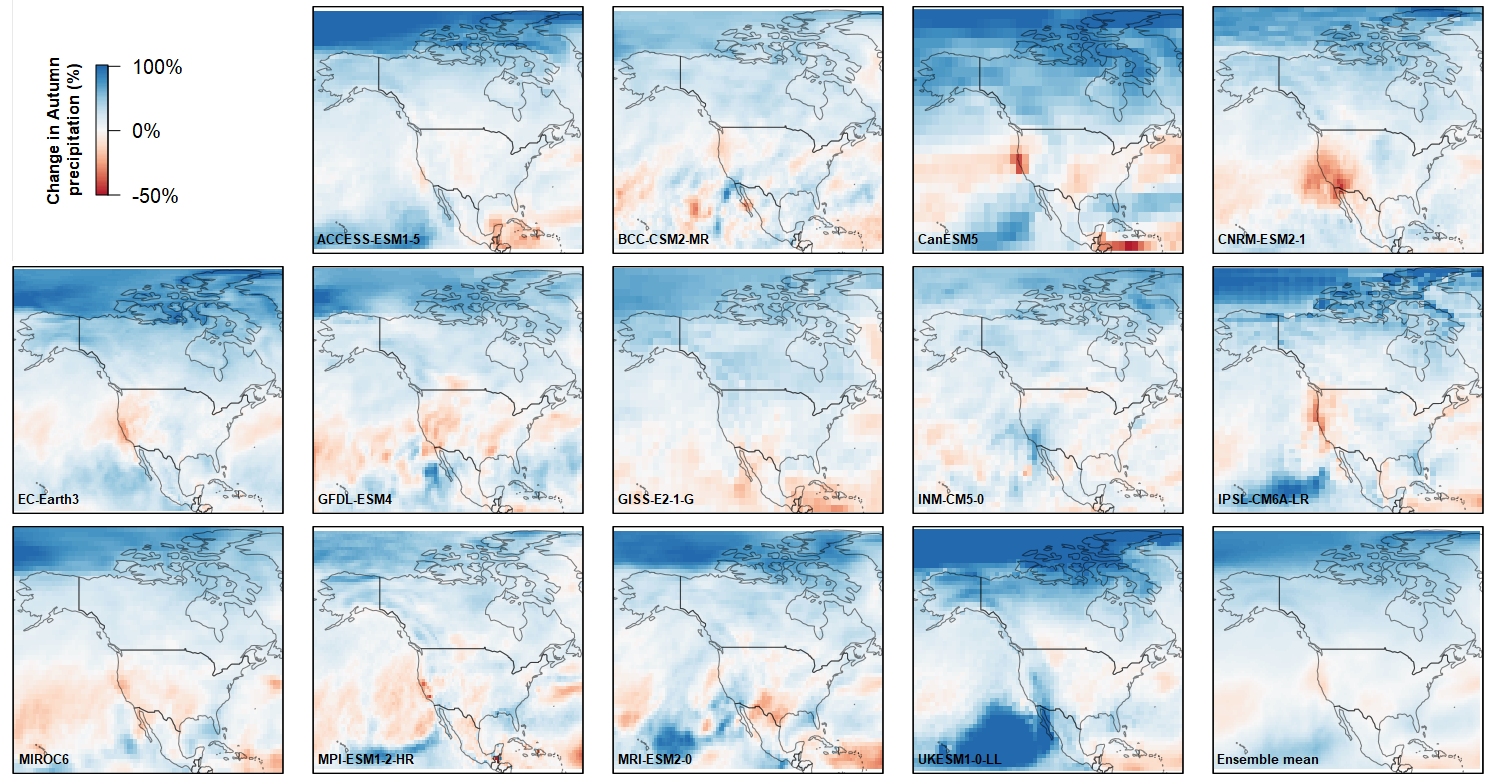 Change in Autumn
precipitation (%)
100%
0%
-50%
ACCESS-ESM1-5
BCC-CSM2-MR
CanESM5
CNRM-ESM2-1
EC-Earth3
GFDL-ESM4
GISS-E2-1-G
INM-CM5-0
IPSL-CM6A-LR
MIROC6
MPI-ESM1-2-HR
MRI-ESM2-0
UKESM1-0-LL
Ensemble mean